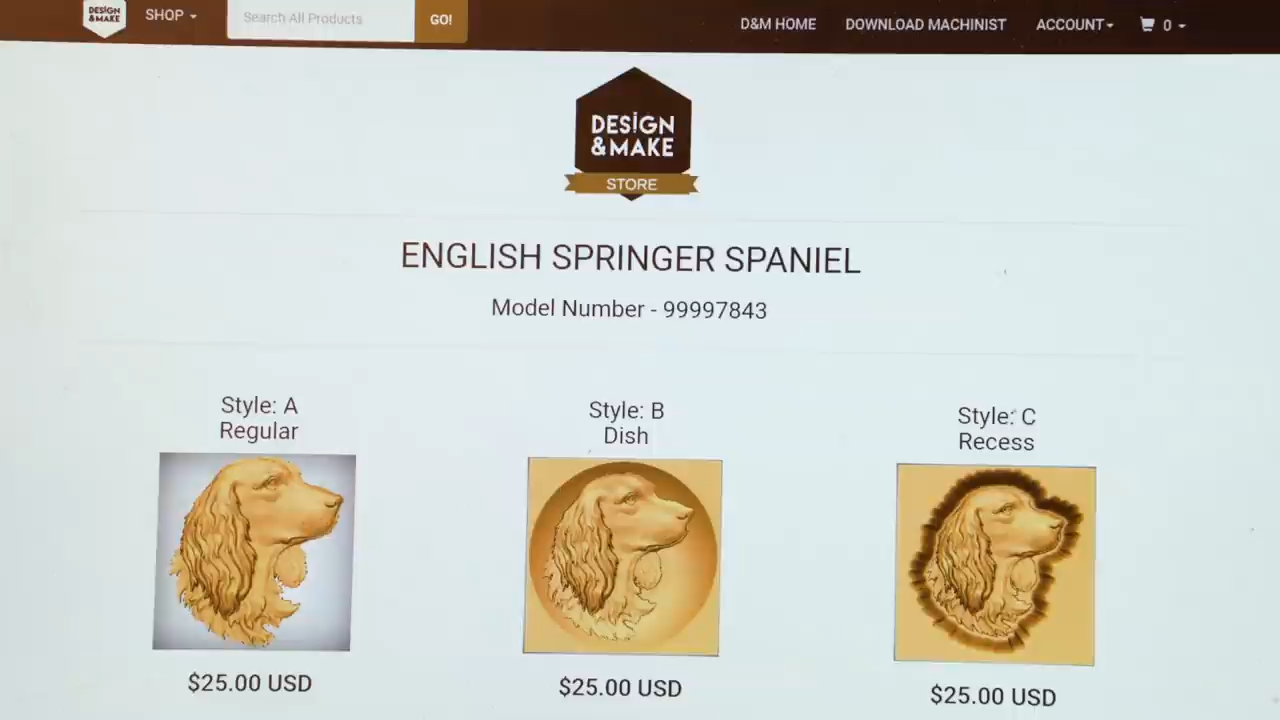 DESiGN
&MAKE
SHOP
Search All Products
GO!
D&M HOME
DOWNLOAD MACHINIST
ACCOUNT
0
DESiGN
&MAKE
STORE
ENGLISH SPRINGER SPANIEL
Model Number - 99997843
Style: A
Regular
Style: B
Dish
Style: C
Recess
$25.00 USD
$25.00 USD
$25.00 USD